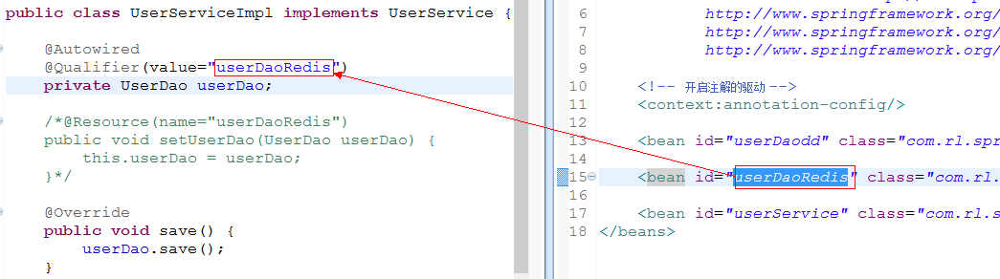 public class UserServiceImpl implements UserService {
@Autowired
@Qualifier(value="userDaoRedis")
private UserDao userDao;
/*@Resource(name="userDaoRedis")
public void setUserDao(UserDao userDao) {
this.userDao = userDao;
}*/
@Override
public void save() {
userDao.save();
}
6 http://www.springframework.org/
7 http://www.springframework.org/
8 http://www.springframework.org/
9
10 <!-- 开启注解的驱动 -->
11 <context:annotation-config/>
12
13 <bean id="userDaodd" class="com.rl.spr
14
15 <bean id="userDaoRedis" class="com.rl.
16
17 <bean id="userService" class="com.rl.s
18 </beans>